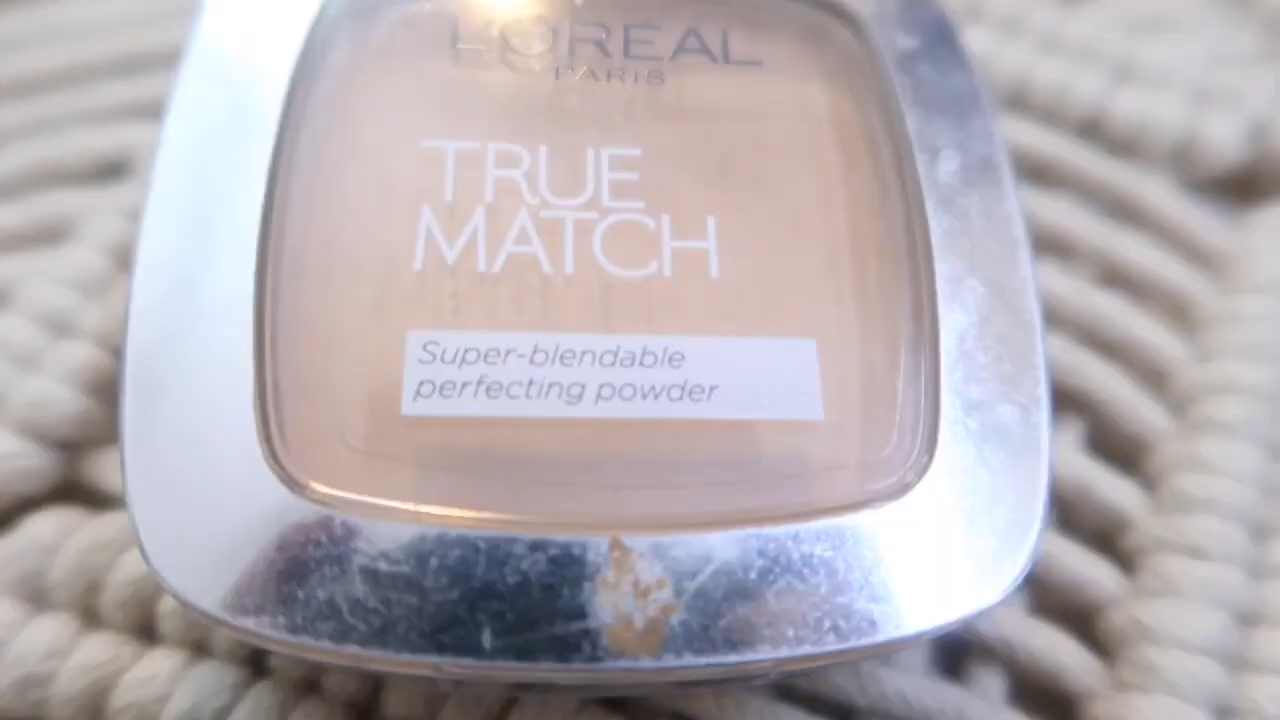 L'ORÉAL
PARIS
TRUE
MATCH
Super-blendable
perfecting powder